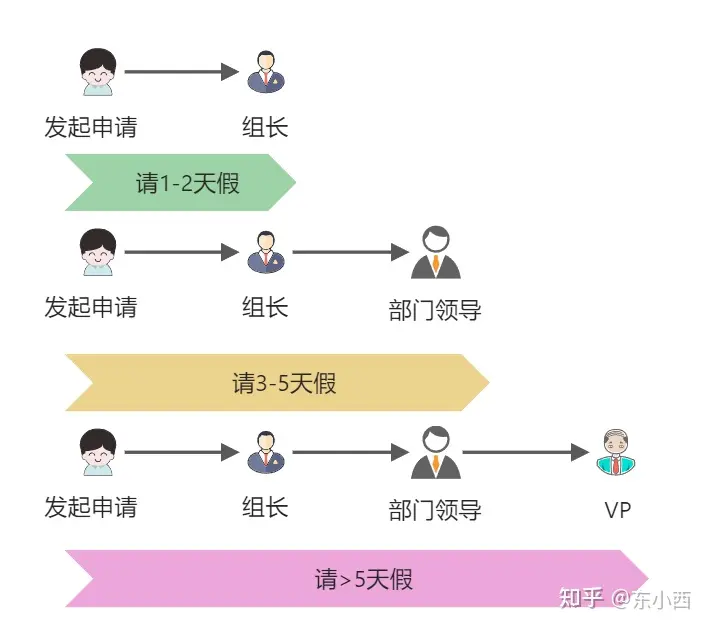 发起申请 组长
请1-2天假
发起申请 组长 部门领导
请3-5天假
发起申请 组长 部门领导 VP
请>5天假
知乎 @东小西